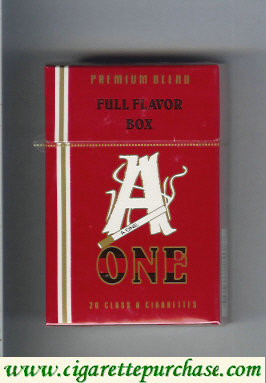 PREMIUM BLEND
FULL FLAVOR
BOX
A
A ONE
ONE
20 CLASS A CIGARETTES
www.cigarettepurchase.com